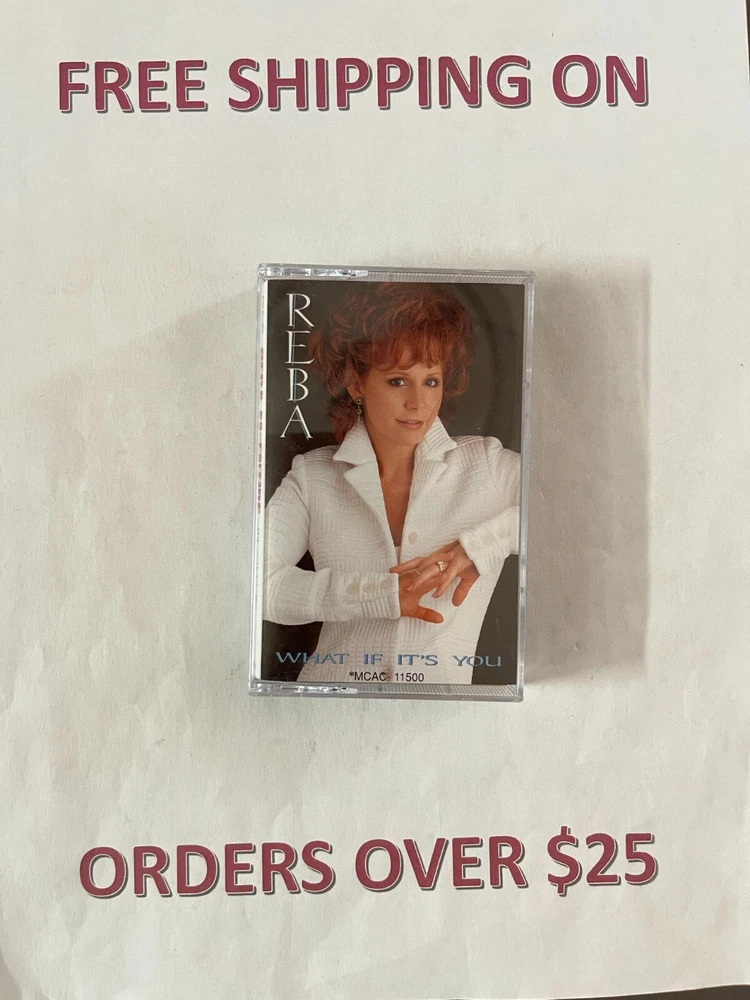 FREE SHIPPING ON
REBA
WHAT IF IT'S YOU
*MCAC- 11500
ORDERS OVER $25